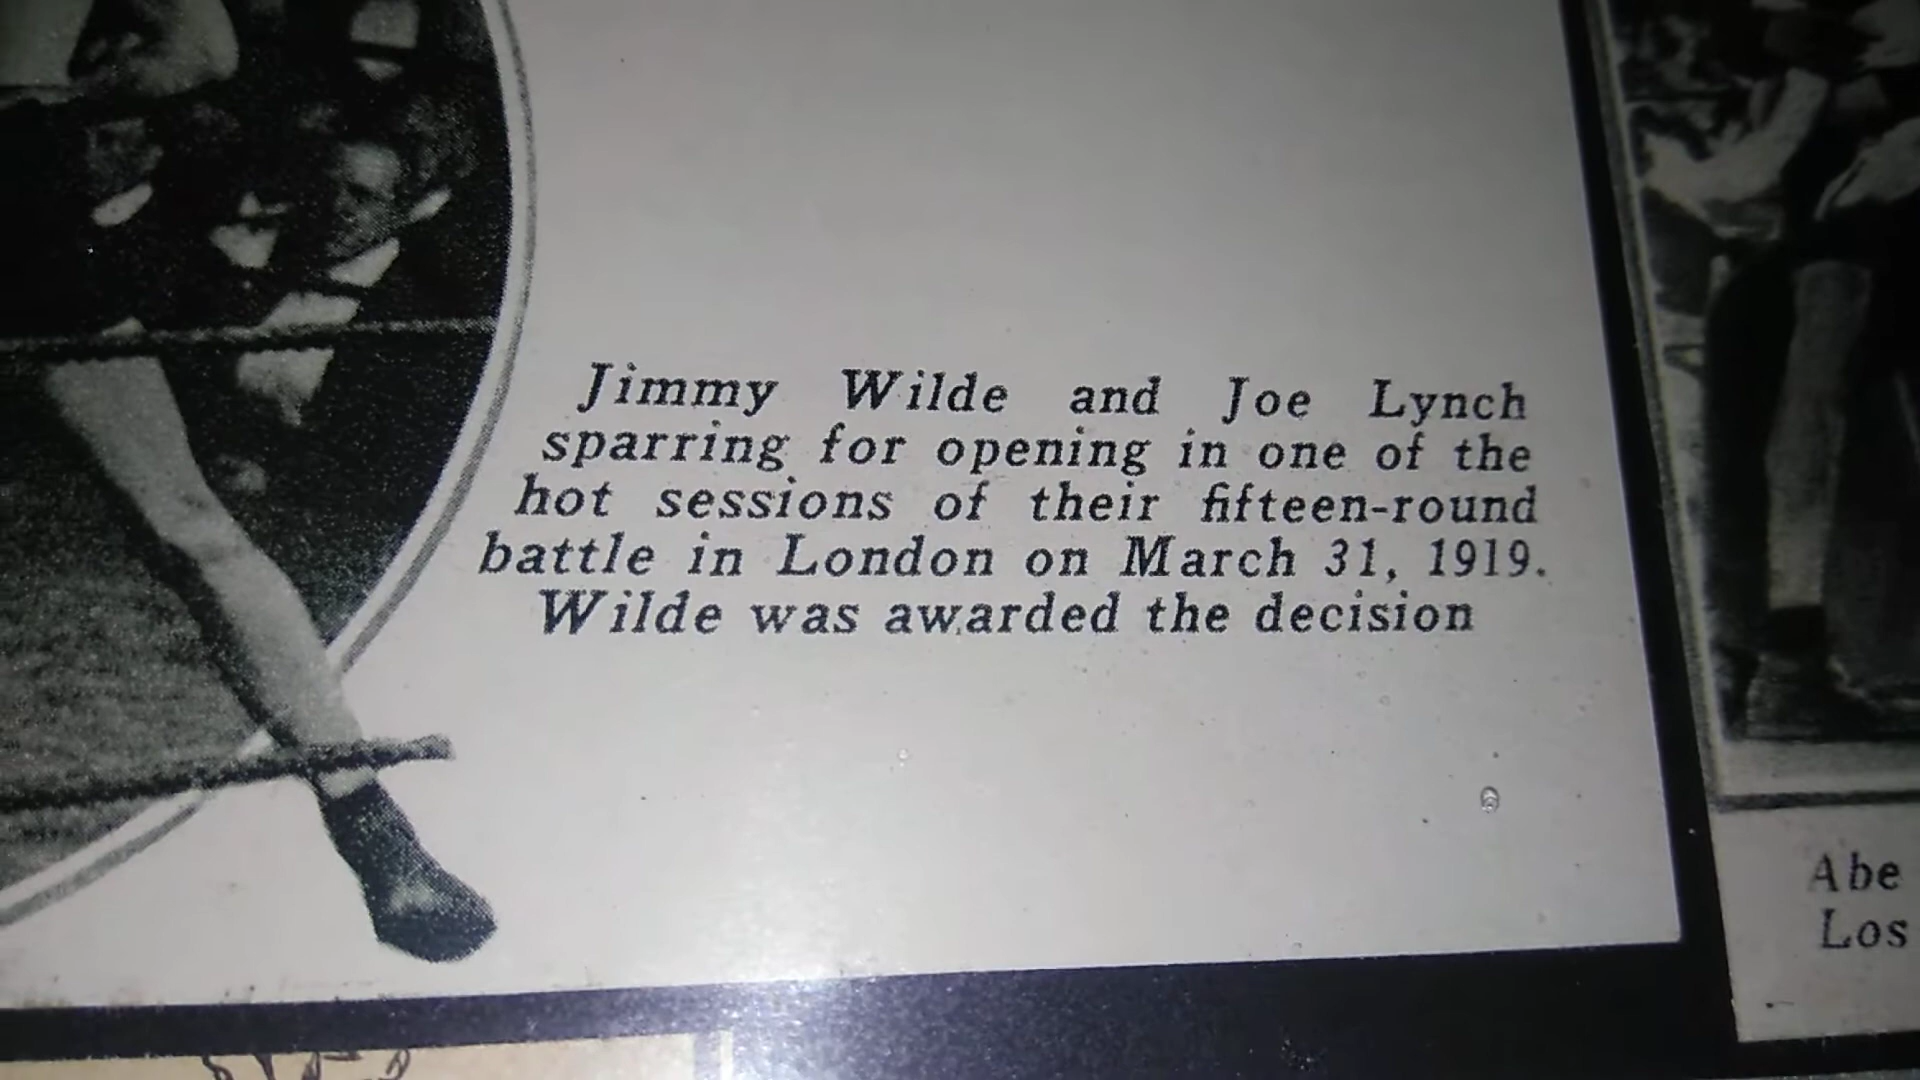 Jimmy Wilde and Joe Lynch
sparring for opening in one of the
hot sessions of their fifteen-round
battle in London on March 31, 1919.
Wilde was awarded the decision
Abe
Los